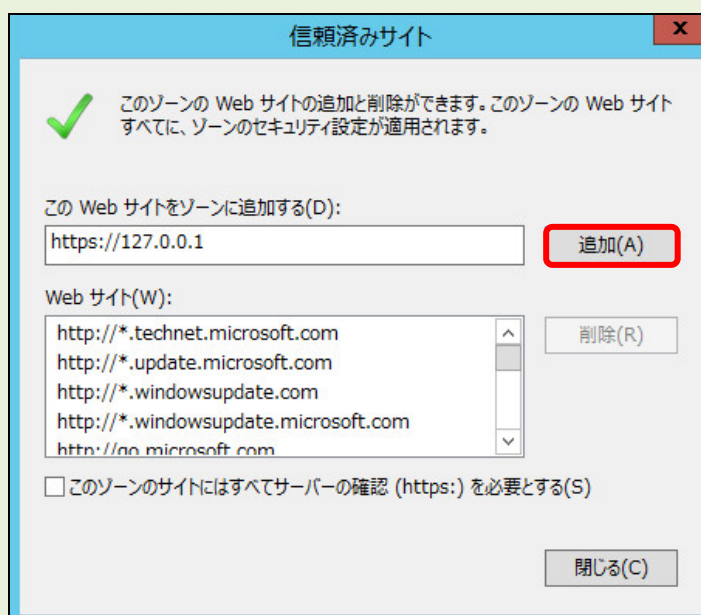 信頼済みサイト
x
このゾーンの Web サイトの追加と削除ができます。このゾーンの Web サイト
すべてに、ゾーンのセキュリティ設定が適用されます。
この Web サイトをゾーンに追加する(D):
https://127.0.0.1
追加(A)
Web サイト(W):
http://*.technet.microsoft.com
削除(R)
http://*.update.microsoft.com
http://*.windowsupdate.com
http://*.windowsupdate.microsoft.com
http://go.microsoft.com
このゾーンのサイトにはすべてサーバーの確認 (https:) を必要とする(S)
閉じる(C)